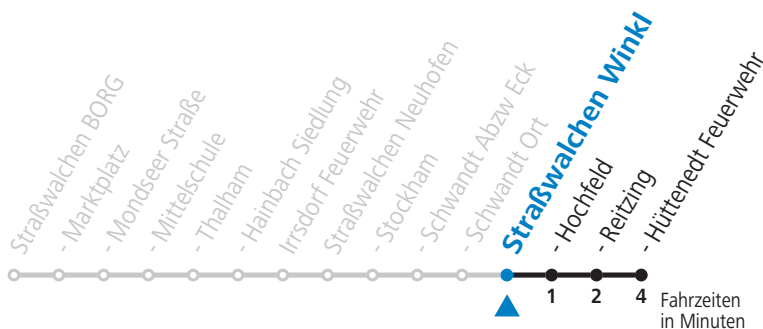 Straßwalchen BORG
- Marktplatz
- Mondseer Straße
- Mittelschule
- Thalham
- Hainbach Siedlung
Irrsdorf Feuerwehr
Straßwalchen Neuhofen
- Stockham
- Schwandt Abzw Eck
- Schwandt Ort
Straßwalchen Winkl
- Hochfeld
- Reitzing
- Hüttenedt Feuerwehr
1 2 4 Fahrzeiten
in Minuten